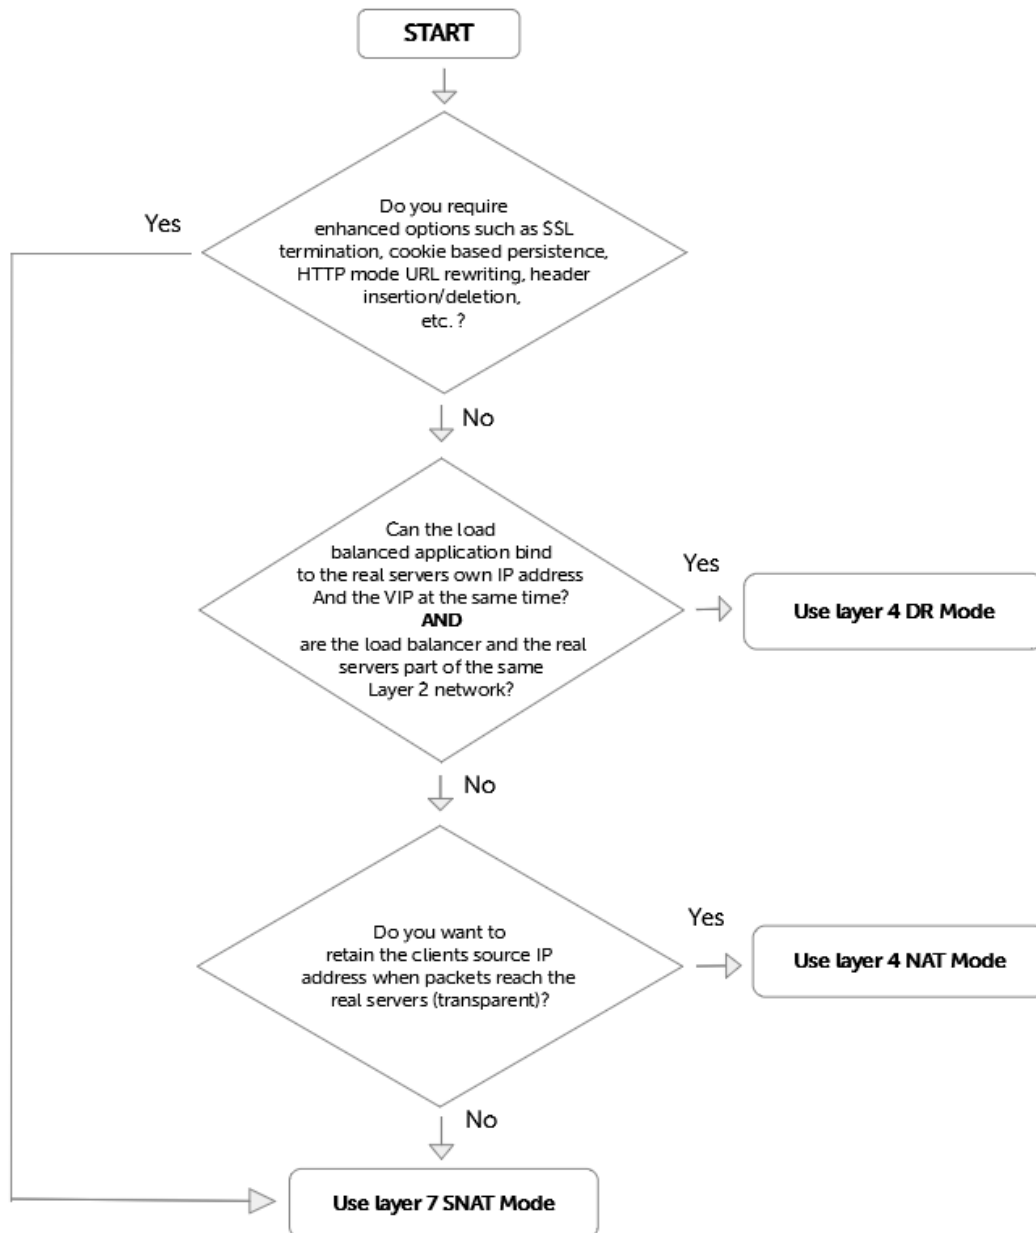 START
Yes
Do you require
enhanced options such as SSL
termination, cookie based persistence,
HTTP mode URL rewriting, header
insertion/deletion,
etc. ?
No
Can the load
balanced application bind
to the real servers own IP address
And the VIP at the same time?
AND
are the load balancer and the real
servers part of the same
Layer 2 network?
Yes
Use layer 4 DR Mode
No
Do you want to
retain the clients source IP
address when packets reach the
real servers (transparent)?
Yes
Use layer 4 NAT Mode
No
Use layer 7 SNAT Mode